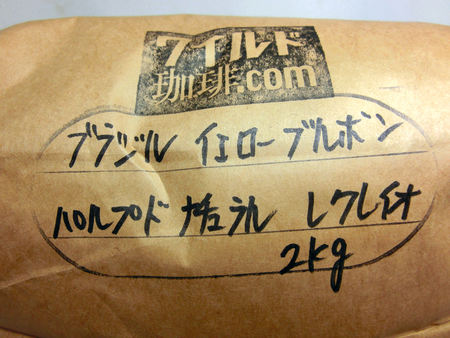 ワイルド
珈琲.com
ブラジル イエローブルボン
パルプド ナチュラル レクレイオ
2kg